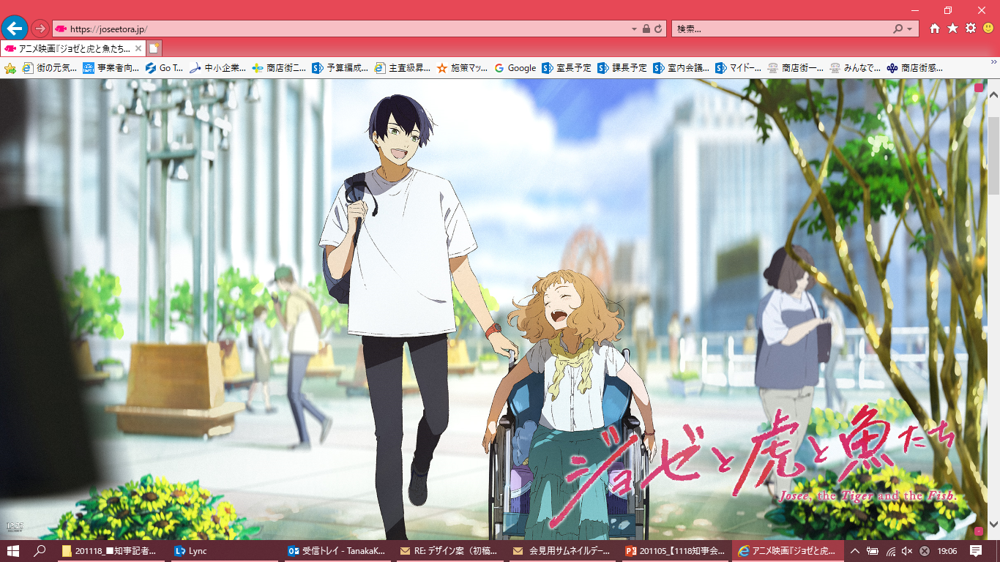 https://joseetora.jp/
検索...
アニメ映画『ジョゼと虎と魚たち...
街の元気...
事業者向...
Go T...
中小企業...
商店街ニ...
予算編成...
主査級昇...
施策マッ...
Google
室長予定
課長予定
室内会議...
マイドー...
商店街一...
みんなで...
商店街感...
ジョゼと虎と魚たち
Josee, the Tiger and the Fish.
12.25
201118_■知事記者...
Lync
受信トレイ - TanakaK...
RE: デザイン案（初稿...
会見用サムネイルデー...
201105_【1118知事会...
アニメ映画『ジョゼと虎...
19:06